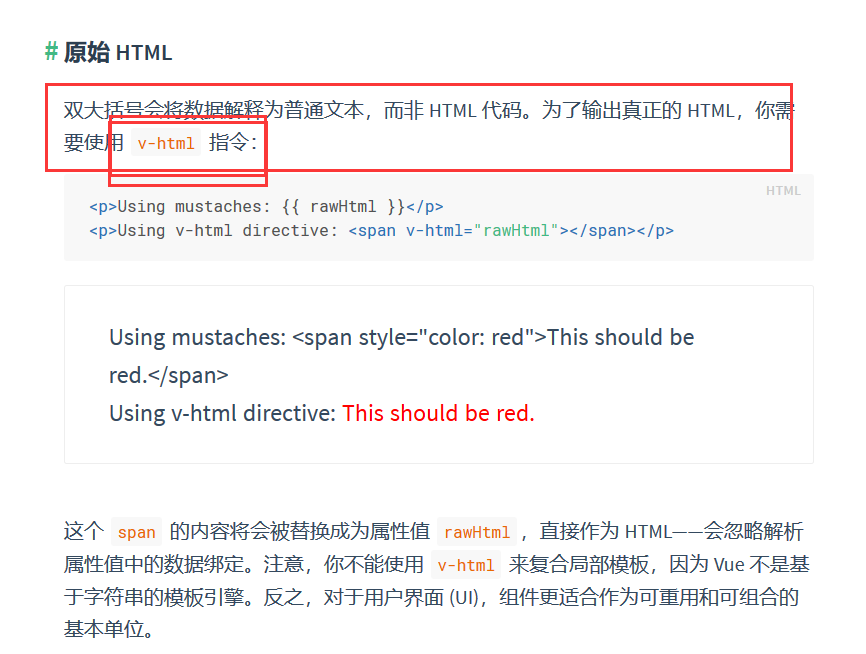 # 原始 HTML
双大括号会将数据解释为普通文本，而非 HTML 代码。为了输出真正的 HTML，你需
要使用 v-html 指令：
HTML
<p>Using mustaches: {{ rawHtml }}</p>
<p>Using v-html directive: <span v-html="rawHtml"></span></p>
Using mustaches: <span style="color: red">This should be
red.</span>
Using v-html directive: This should be red.
这个 span 的内容将会被替换成为属性值 rawHtml ，直接作为 HTML——会忽略解析
属性值中的数据绑定。注意，你不能使用 v-html 来复合局部模板，因为 Vue 不是基
于字符串的模板引擎。反之，对于用户界面 (UI)，组件更适合作为可重用和可组合的
基本单位。